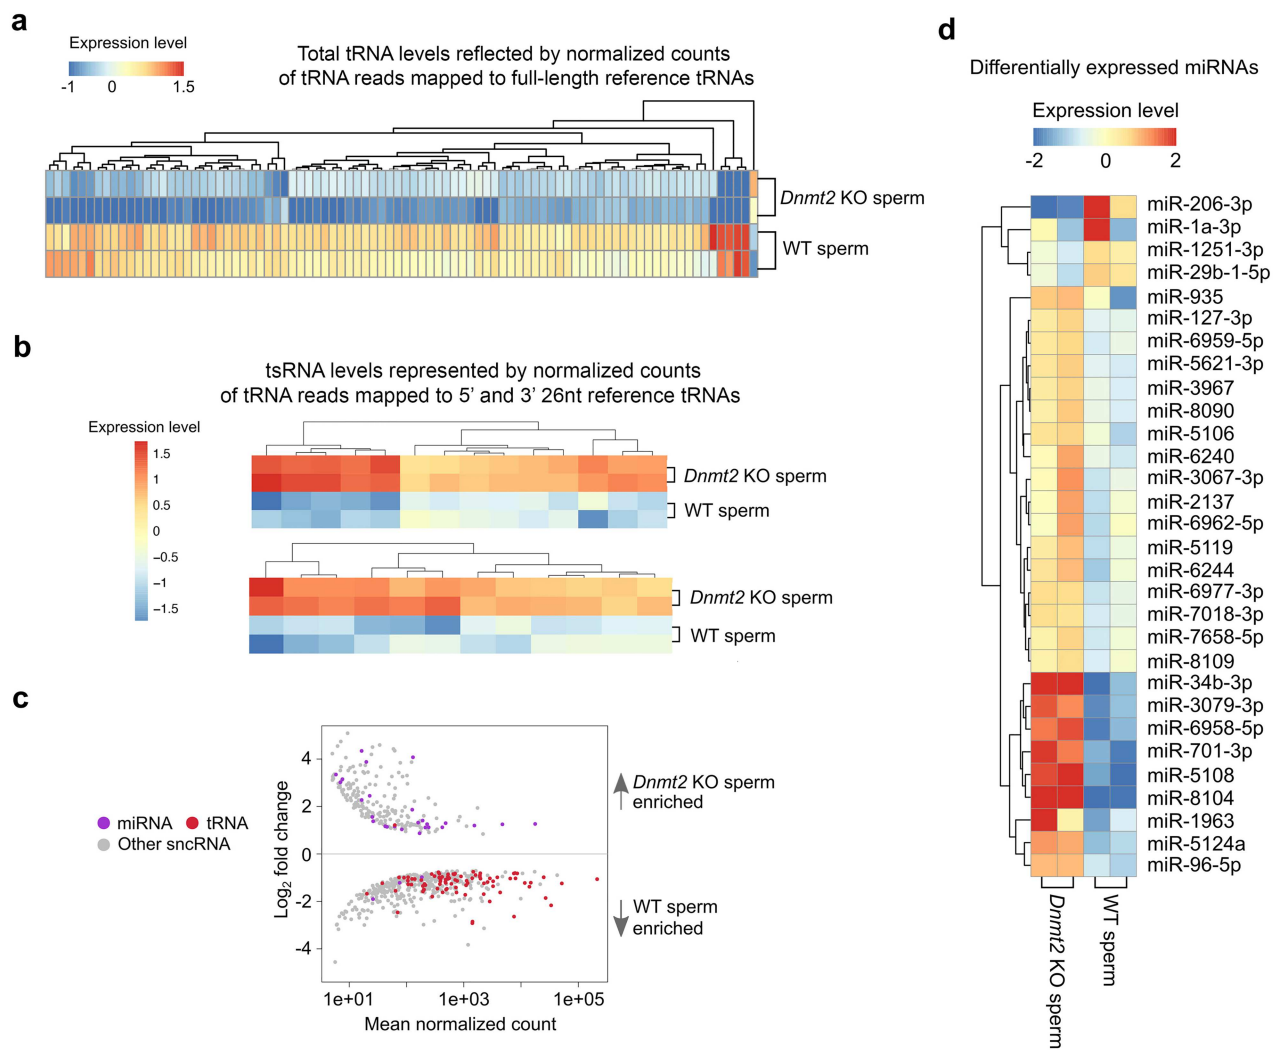 a
Expression level
-1 0 1.5
Total tRNA levels reflected by normalized counts
of tRNA reads mapped to full-length reference tRNAs
Dnmt2 KO sperm
WT sperm
b
tsRNA levels represented by normalized counts
of tRNA reads mapped to 5’ and 3’ 26nt reference tRNAs
Expression level
1.5
1
0.5
0
−0.5
−1
−1.5
Dnmt2 KO sperm
WT sperm
Dnmt2 KO sperm
WT sperm
c
miRNA tRNA
Other sncRNA
Log2 fold change
4
2
0
-2
-4
1e+01 1e+03 1e+05
Mean normalized count
Dnmt2 KO sperm
enriched
WT sperm
enriched
d
Differentially expressed miRNAs
Expression level
-2 0 2
miR-206-3p
miR-1a-3p
miR-1251-3p
miR-29b-1-5p
miR-935
miR-127-3p
miR-6959-5p
miR-5621-3p
miR-3967
miR-8090
miR-5106
miR-6240
miR-3067-3p
miR-2137
miR-6962-5p
miR-5119
miR-6244
miR-6977-3p
miR-7018-3p
miR-7658-5p
miR-8109
miR-34b-3p
miR-3079-3p
miR-6958-5p
miR-701-3p
miR-5108
miR-8104
miR-1963
miR-5124a
miR-96-5p
Dnmt2 KO sperm
WT sperm